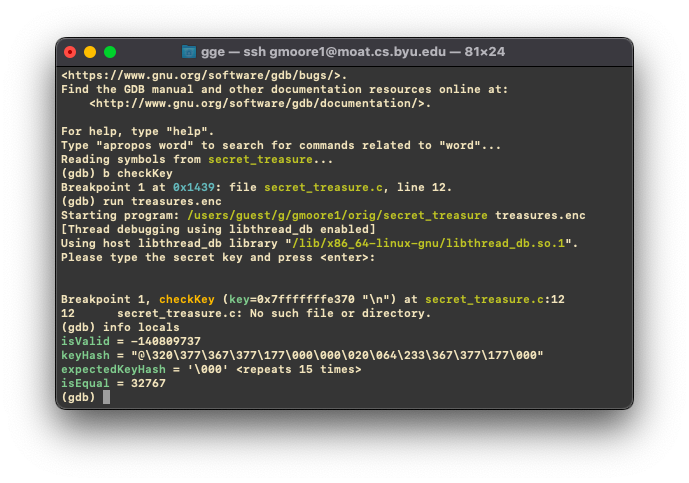 gge — ssh gmoore1@moat.cs.byu.edu — 81×24
<https://www.gnu.org/software/gdb/bugs/>.
Find the GDB manual and other documentation resources online at:
    <http://www.gnu.org/software/gdb/documentation/>.

For help, type "help".
Type "apropos word" to search for commands related to "word"...
Reading symbols from secret_treasure...
(gdb) b checkKey
Breakpoint 1 at 0x1439: file secret_treasure.c, line 12.
(gdb) run treasures.enc
Starting program: /users/guest/g/gmoore1/orig/secret_treasure treasures.enc
[Thread debugging using libthread_db enabled]
Using host libthread_db library "/lib/x86_64-linux-gnu/libthread_db.so.1".
Please type the secret key and press <enter>:


Breakpoint 1, checkKey (key=0x7fffffffe370 "\n") at secret_treasure.c:12
12      secret_treasure.c: No such file or directory.
(gdb) info locals
isValid = -140809737
keyHash = "@\320\377\367\377\177\000\000\020\064\233\367\377\177\000"
expectedKeyHash = '\000' <repeats 15 times>
isEqual = 32767
(gdb)